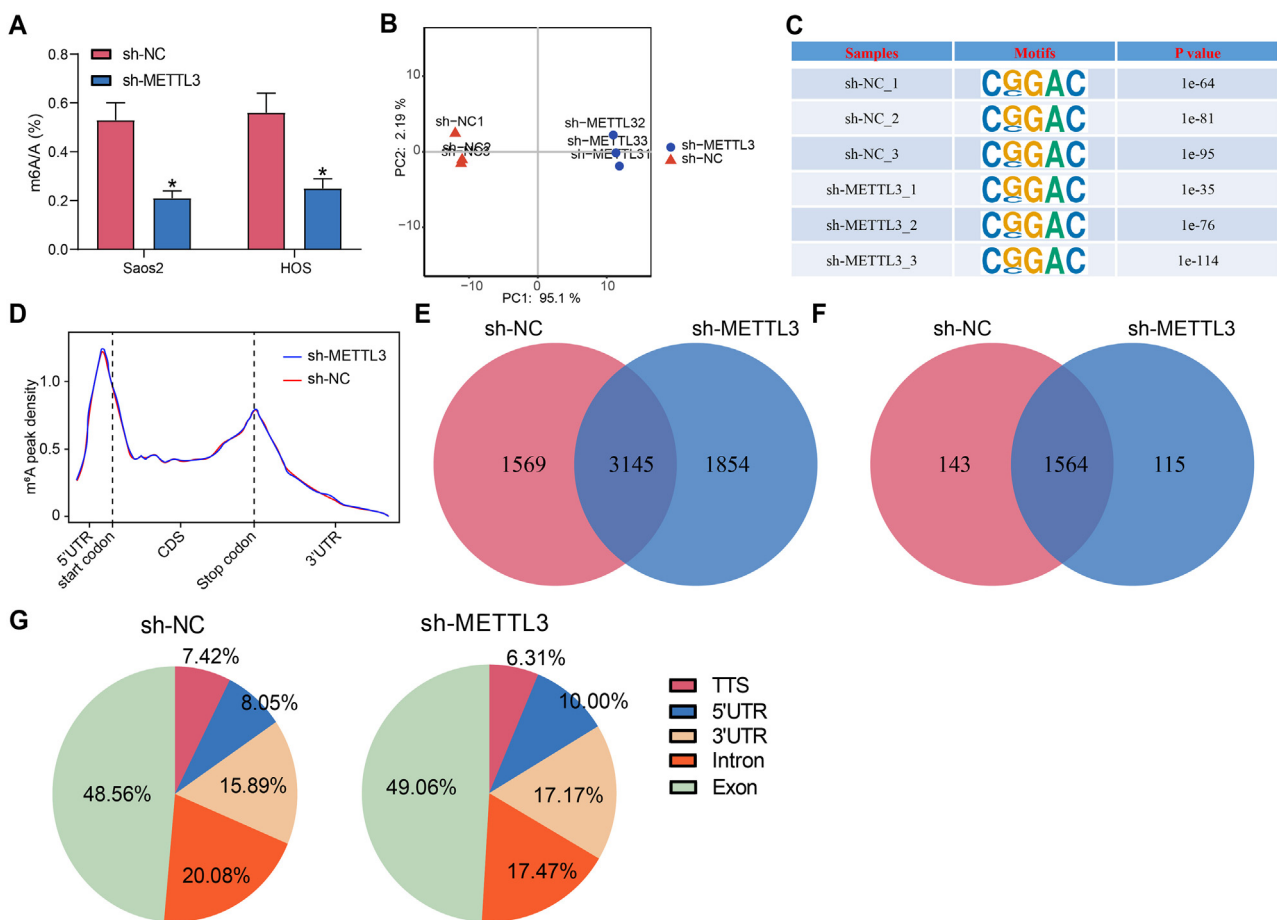 A
sh-NC
sh-METTL3
m6A/A (%)
0.8
0.6
0.4
0.2
0.0
Saos2
HOS
B
PC2: 2.19 %
10
0
−10
sh-NC1
sh-NC2
sh-NC3
sh-METTL32
sh-METTL33
sh-METTL31
sh-METTL3
sh-NC
−10
0
10
PC1: 95.1 %
C
Samples Motifs P value
sh-NC_1 CGGAC 1e-64
sh-NC_2 CGGAC 1e-81
sh-NC_3 CGGAC 1e-95
sh-METTL3_1 CGGAC 1e-35
sh-METTL3_2 CGGAC 1e-76
sh-METTL3_3 CGGAC 1e-114
D
m⁶A peak density
1.0
0.5
0
sh-METTL3
sh-NC
5'UTR
start codon
CDS
Stop codon
3'UTR
E
sh-NC
sh-METTL3
1569 3145 1854
F
sh-NC
sh-METTL3
143 1564 115
G
sh-NC
7.42%
8.05%
15.89%
20.08%
48.56%
sh-METTL3
6.31%
10.00%
17.17%
17.47%
49.06%
TTS
5'UTR
3'UTR
Intron
Exon